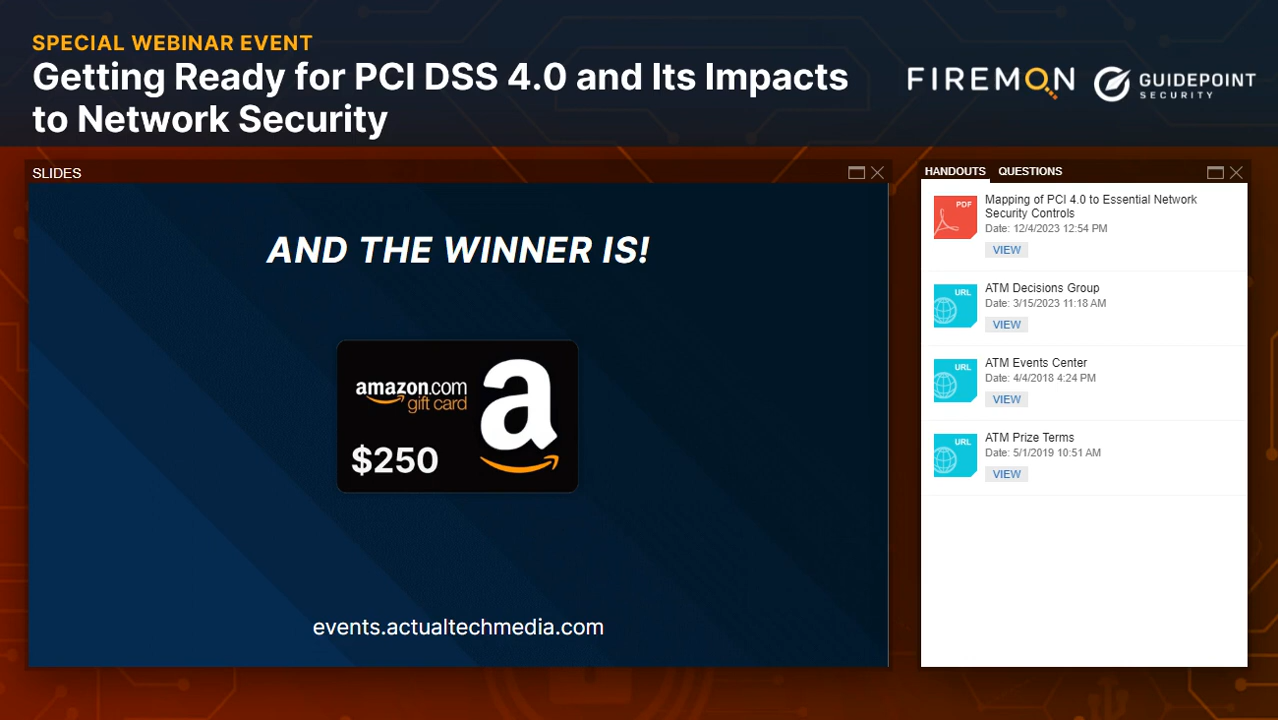 SPECIAL WEBINAR EVENT
Getting Ready for PCI DSS 4.0 and Its Impacts
to Network Security
FIREMON
GUIDEPOINT
SECURITY
SLIDES
AND THE WINNER IS!
amazon.com
gift card
a
$250
events.actualtechmedia.com
HANDOUTS QUESTIONS
PDF
Mapping of PCI 4.0 to Essential Network
Security Controls
Date: 12/4/2023 12:54 PM
VIEW
URL
ATM Decisions Group
Date: 3/15/2023 11:18 AM
VIEW
URL
ATM Events Center
Date: 4/4/2018 4:24 PM
VIEW
URL
ATM Prize Terms
Date: 5/1/2019 10:51 AM
VIEW